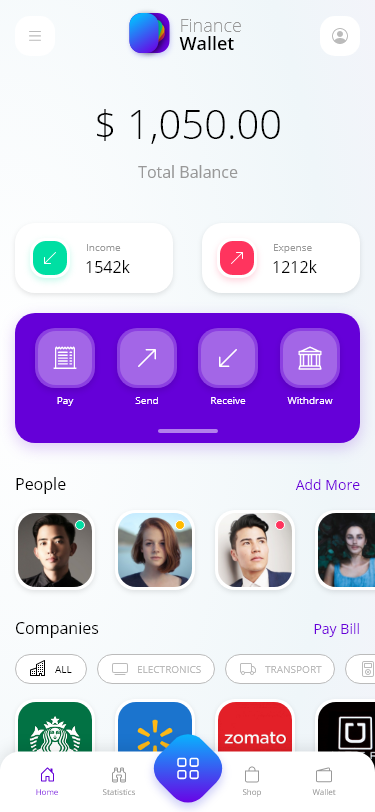 Finance
Wallet
$ 1,050.00
Total Balance
Income
1542k
Expense
1212k
Pay
Send
Receive
Withdraw
People
Add More
Companies
Pay Bill
ALL
ELECTRONICS
TRANSPORT
zomato
U
Home
Statistics
Shop
Wallet